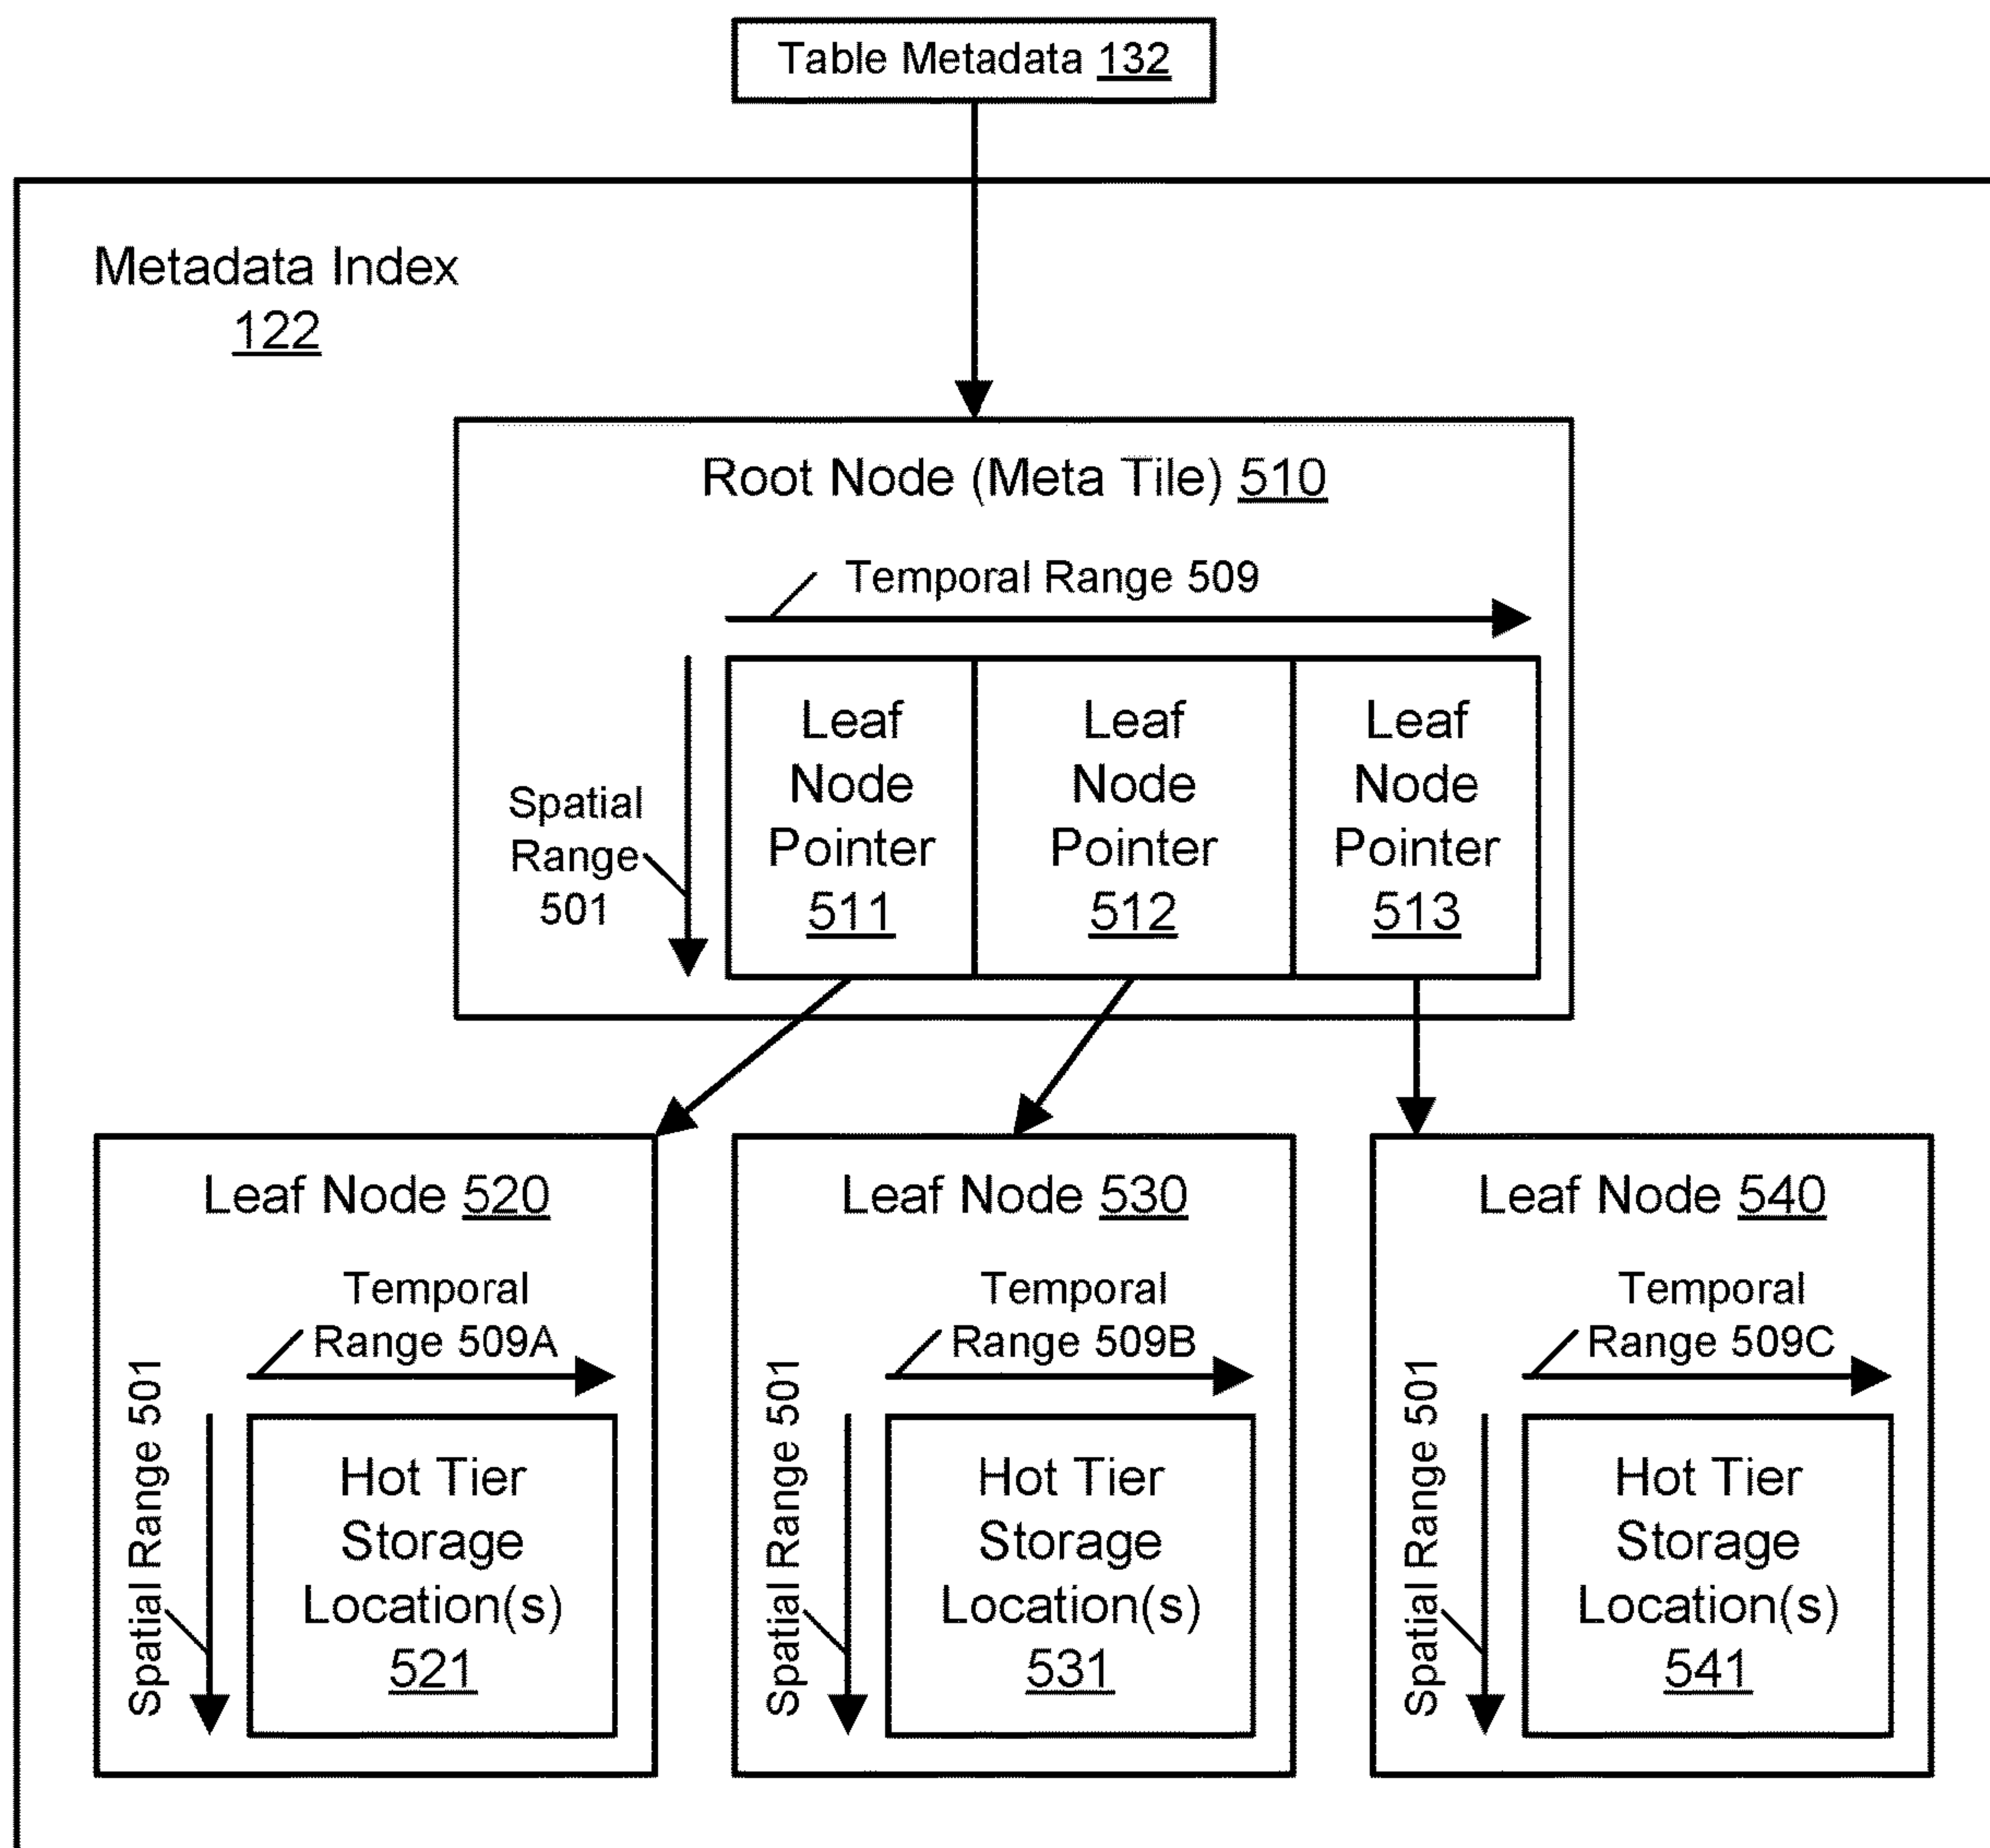 Table Metadata 132
Metadata Index
122
Root Node (Meta Tile) 510
Temporal Range 509
Spatial
Range
501
Leaf
Node
Pointer
511
Leaf
Node
Pointer
512
Leaf
Node
Pointer
513
Leaf Node 520
Temporal
Range 509A
Spatial Range 501
Hot Tier
Storage
Location(s)
521
Leaf Node 530
Temporal
Range 509B
Spatial Range 501
Hot Tier
Storage
Location(s)
531
Leaf Node 540
Temporal
Range 509C
Spatial Range 501
Hot Tier
Storage
Location(s)
541